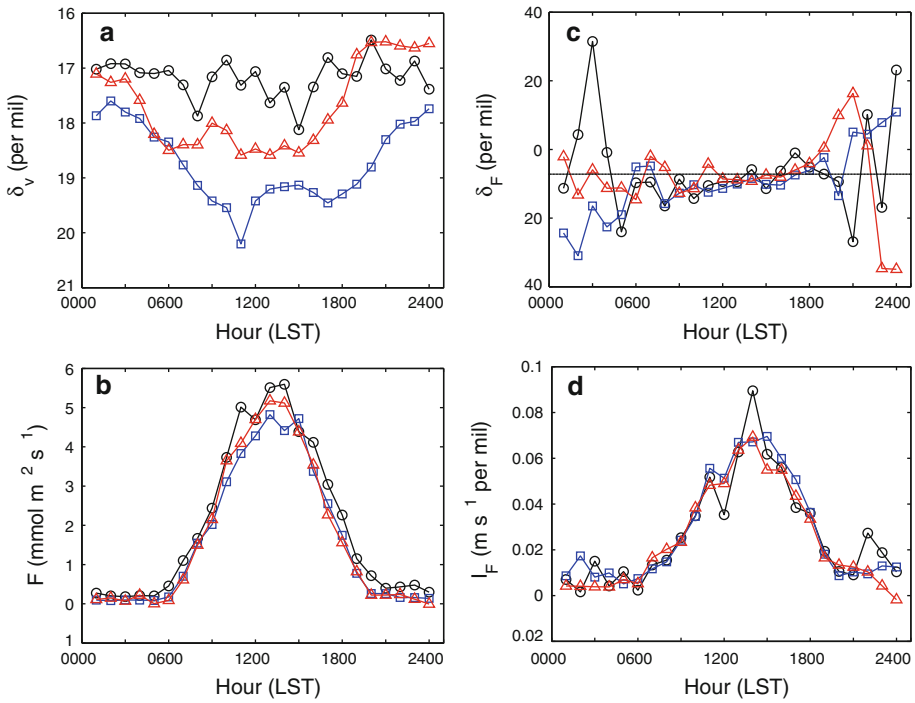 a
16
17
18
19
20
21
δv (per mil)
0000 0600 1200 1800 2400
Hour (LST)
c
40
20
0
20
40
δF (per mil)
0000 0600 1200 1800 2400
Hour (LST)
b
6
5
4
3
2
1
0
1
F (mmol m 2 s 1)
0000 0600 1200 1800 2400
Hour (LST)
d
0.1
0.08
0.06
0.04
0.02
0
0.02
IF (m s 1 per mil)
0000 0600 1200 1800 2400
Hour (LST)